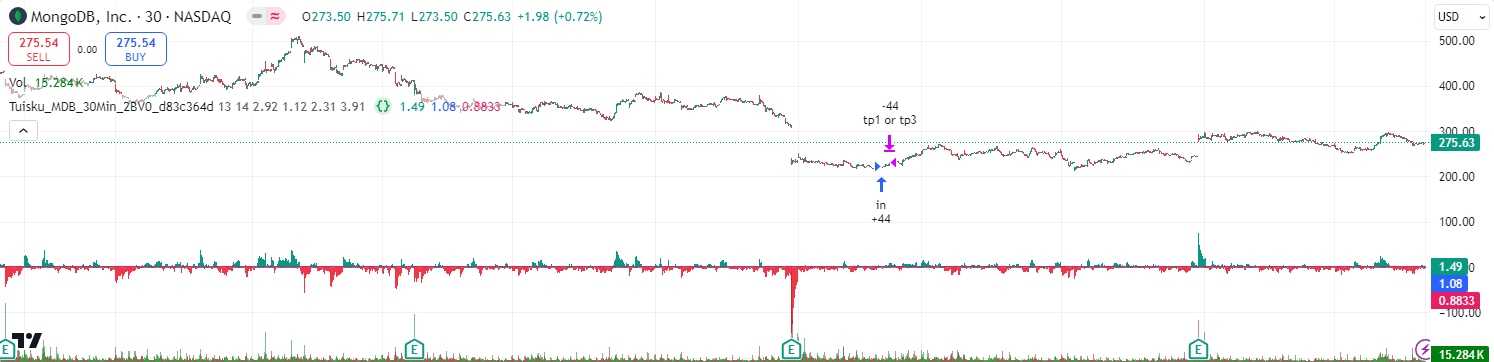 MongoDB, Inc. · 30 · NASDAQ O273.50 H275.71 L273.50 C275.63 +1.98 (+0.72%)
USD
275.54
SELL
0.00
275.54
BUY
Vol 15.284K
Tuisku_MDB_30Min_ZBV0_d83c364d 13 14 2.92 1.12 2.31 3.91 {} 1.49 1.08 0.8833
-44
tp1 or tp3
in
+44
500.00
400.00
300.00
275.63
200.00
100.00
0
1.49
1.08
0.8833
-100.00
15.284K
E
E
E
E